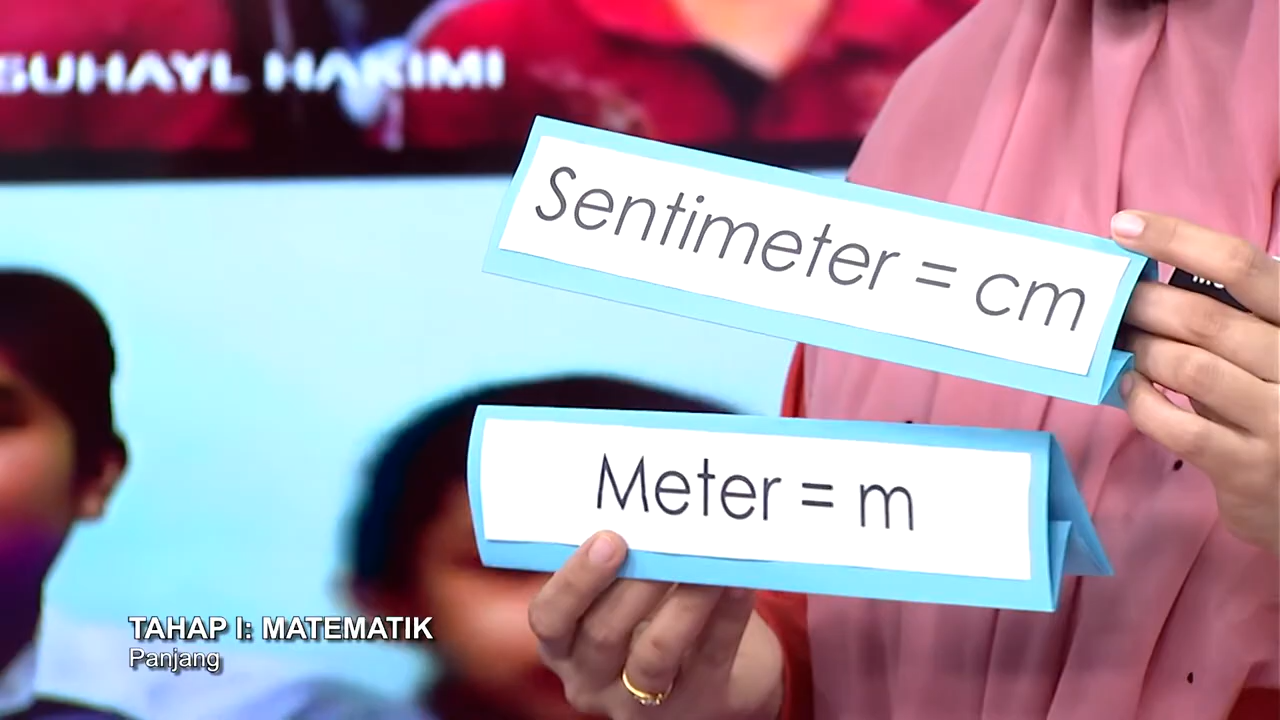 SUHAYL HAKIMI
Sentimeter = cm
Meter = m
TAHAP I: MATEMATIK
Panjang